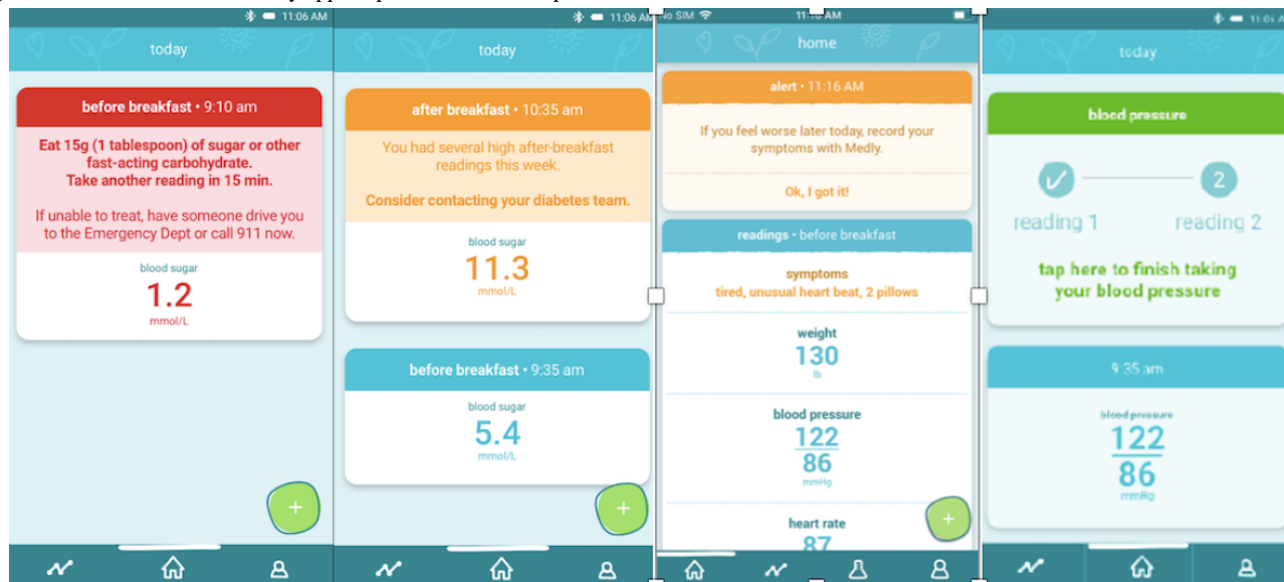 11:06 AM
today
before breakfast • 9:10 am
Eat 15g (1 tablespoon) of sugar or other
fast-acting carbohydrate.
Take another reading in 15 min.
If unable to treat, have someone drive you
to the Emergency Dept or call 911 now.
blood sugar
1.2
mmol/L
+
11:06 AM
today
after breakfast • 10:35 am
You had several high after-breakfast
readings this week.
Consider contacting your diabetes team.
blood sugar
11.3
mmol/L
before breakfast • 9:35 am
blood sugar
5.4
mmol/L
+
No SIM
AM
home
alert • 11:16 AM
If you feel worse later today, record your
symptoms with Medly.
Ok, I got it!
readings • before breakfast
symptoms
tired, unusual heart beat, 2 pillows
weight
130
lb
blood pressure
122
86
mmHg
heart rate
87
+
11:06 A
today
blood pressure
2
reading 1 reading 2
tap here to finish taking
your blood pressure
9:35 am
blood pressure
122
86
mmHg